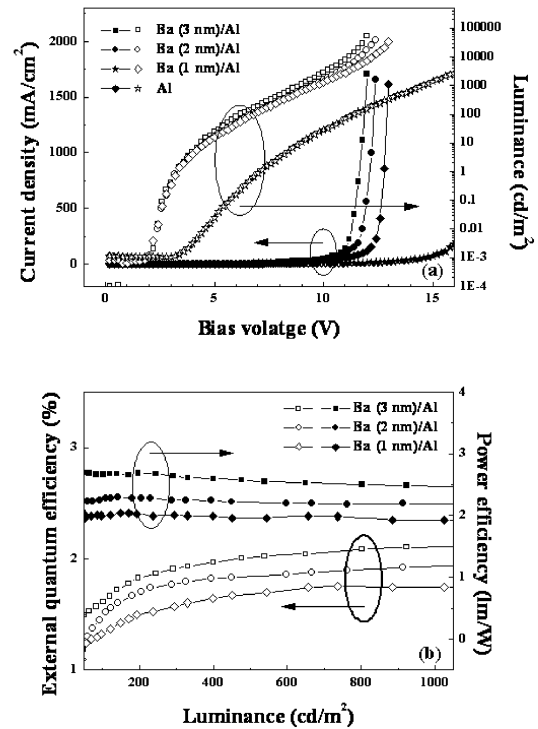 Ba (3 nm)/Al
Ba (2 nm)/Al
Ba (1 nm)/Al
Al
Current density (mA/cm²)
2000
1500
1000
500
0
Luminance (cd/m²)
100000
10000
1000
100
10
1
0.1
0.01
1E-3
1E-4
(a)
0 5 10 15
Bias volatge (V)
Ba (3 nm)/Al
Ba (2 nm)/Al
Ba (1 nm)/Al
External quantum efficiency (%)
3
2
1
Power efficiency (lm/W)
4
3
2
1
0
(b)
200 400 600 800 1000
Luminance (cd/m²)